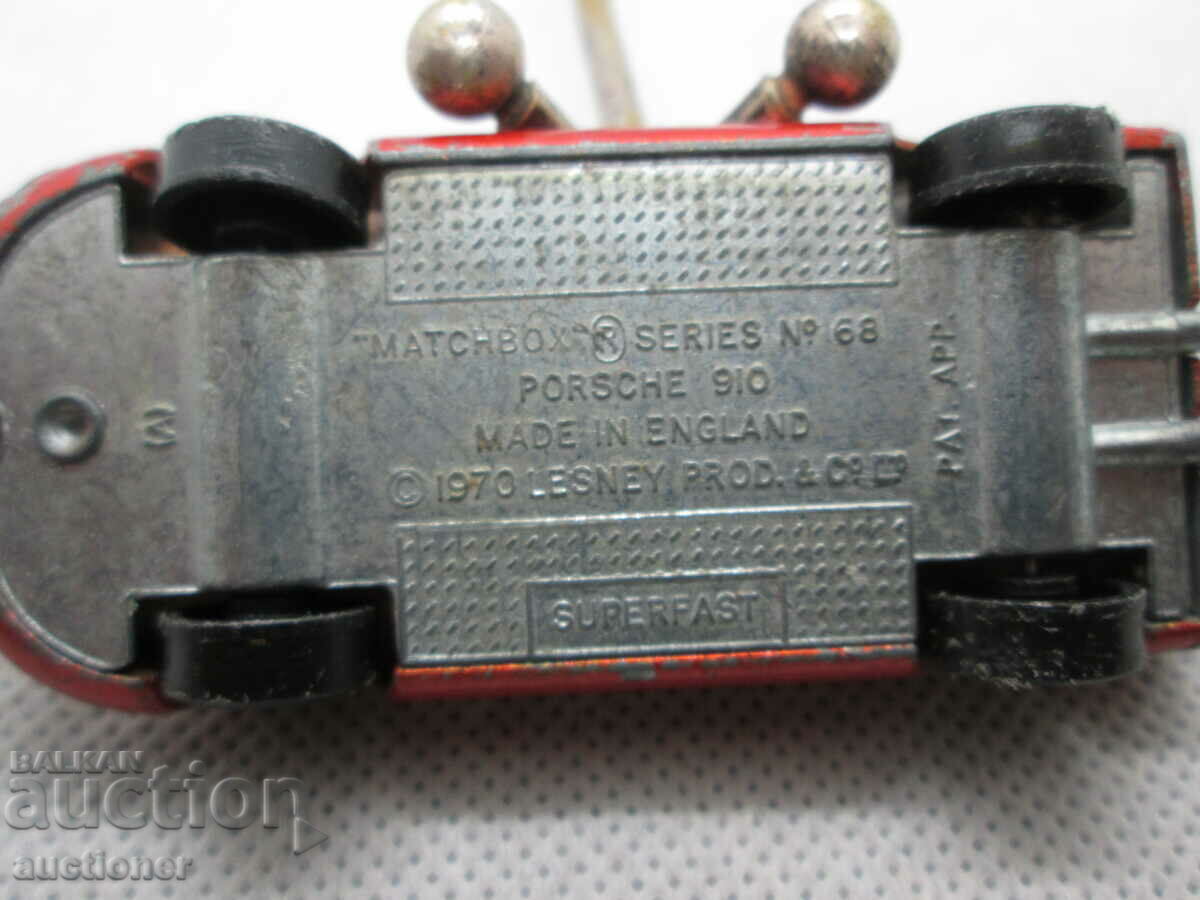 "MATCHBOX" ® SERIES Nº 68
PORSCHE 910
MADE IN ENGLAND
© 1970 LESNEY PROD. & Cº LTD
PAT. APP.
SUPERFAST
BALKAN
auction
auctioner